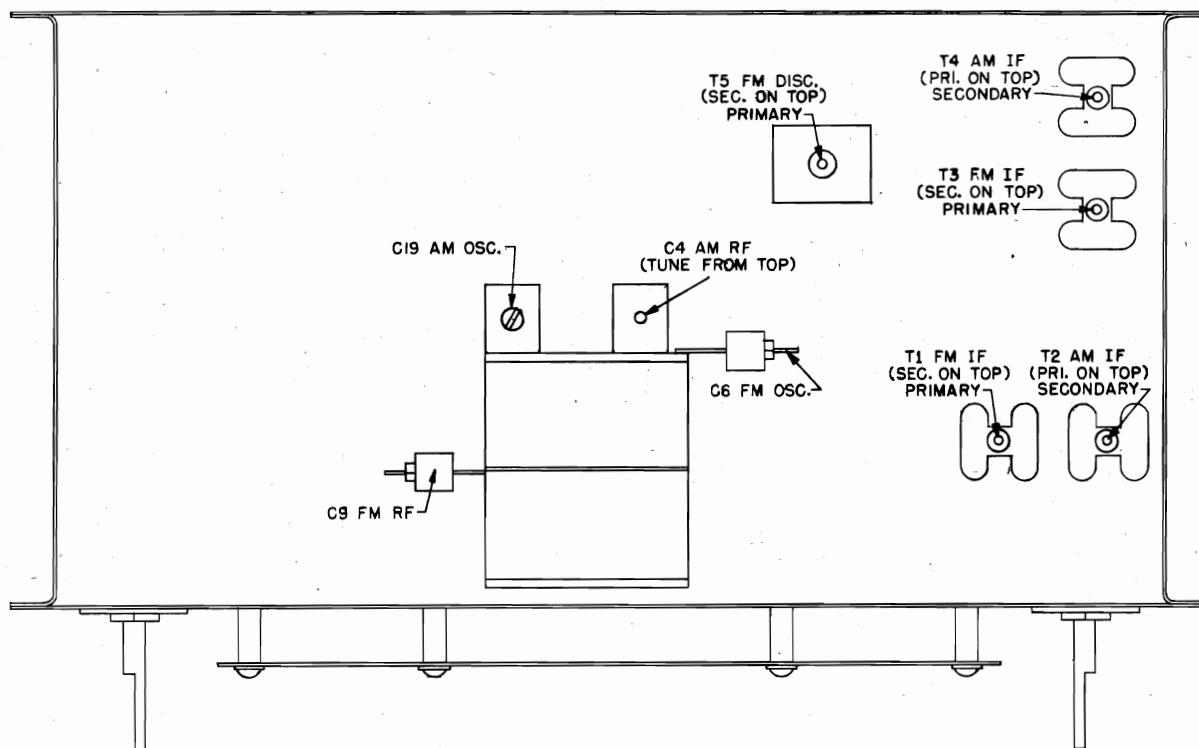 T4 AM IF
(PRI. ON TOP)
SECONDARY
T5 FM DISC.
(SEC. ON TOP)
PRIMARY
T3 FM IF
(SEC. ON TOP)
PRIMARY
C19 AM OSC.
C4 AM RF
(TUNE FROM TOP)
C6 FM OSC.
T1 FM IF
(SEC. ON TOP)
PRIMARY
T2 AM IF
(PRI. ON TOP)
SECONDARY
C9 FM RF